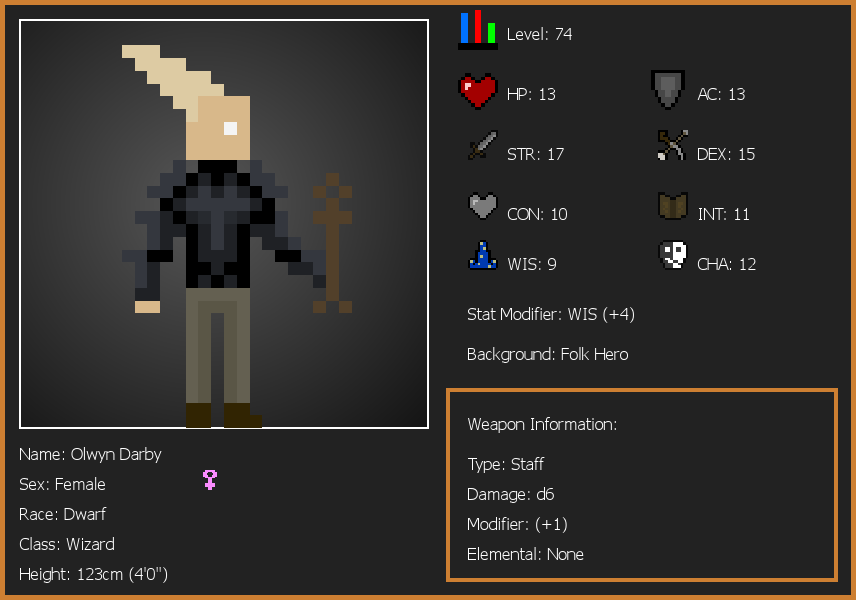 Level: 74
HP: 13
AC: 13
STR: 17
DEX: 15
CON: 10
INT: 11
WIS: 9
CHA: 12
Stat Modifier: WIS (+4)
Background: Folk Hero
Weapon Information:
Type: Staff
Damage: d6
Modifier: (+1)
Elemental: None
Name: Olwyn Darby
Sex: Female
Race: Dwarf
Class: Wizard
Height: 123cm (4'0")